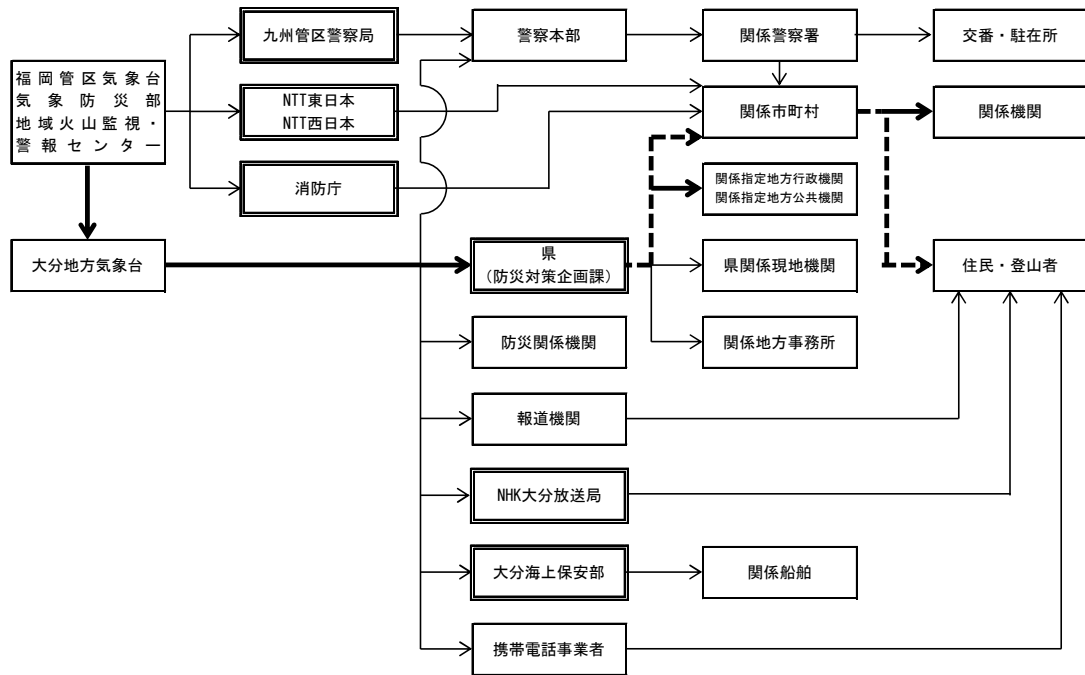 九州管区警察局
警察本部
関係警察署
交番・駐在所
福岡管区気象台
気象防災部
地域火山監視・
警報センター
NTT東日本
NTT西日本
関係市町村
関係機関
消防庁
関係指定地方行政機関
関係指定地方公共機関
大分地方気象台
県
（防災対策企画課）
県関係現地機関
住民・登山者
防災関係機関
関係地方事務所
報道機関
NHK大分放送局
大分海上保安部
関係船舶
携帯電話事業者